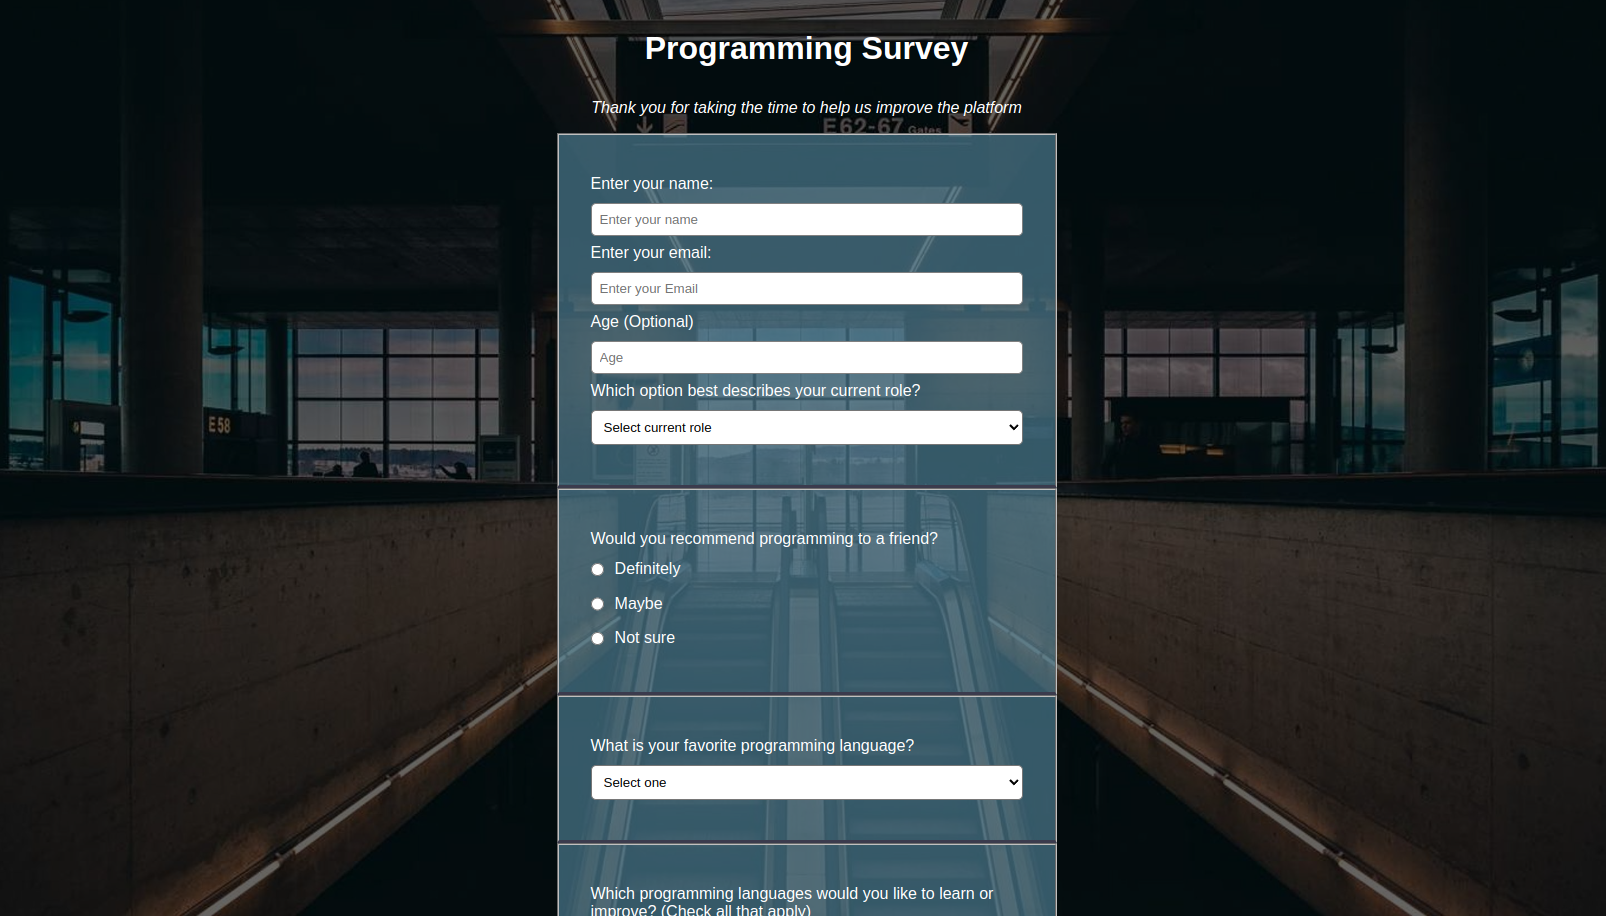 Programming Survey
Thank you for taking the time to help us improve the platform
E62-67 Gates
Enter your name:
Enter your name
Enter your email:
Enter your Email
Age (Optional)
Age
Which option best describes your current role?
E58
Select current role
Would you recommend programming to a friend?
Definitely
Maybe
Not sure
What is your favorite programming language?
Select one
Which programming languages would you like to learn or
improve? (Check all that apply)